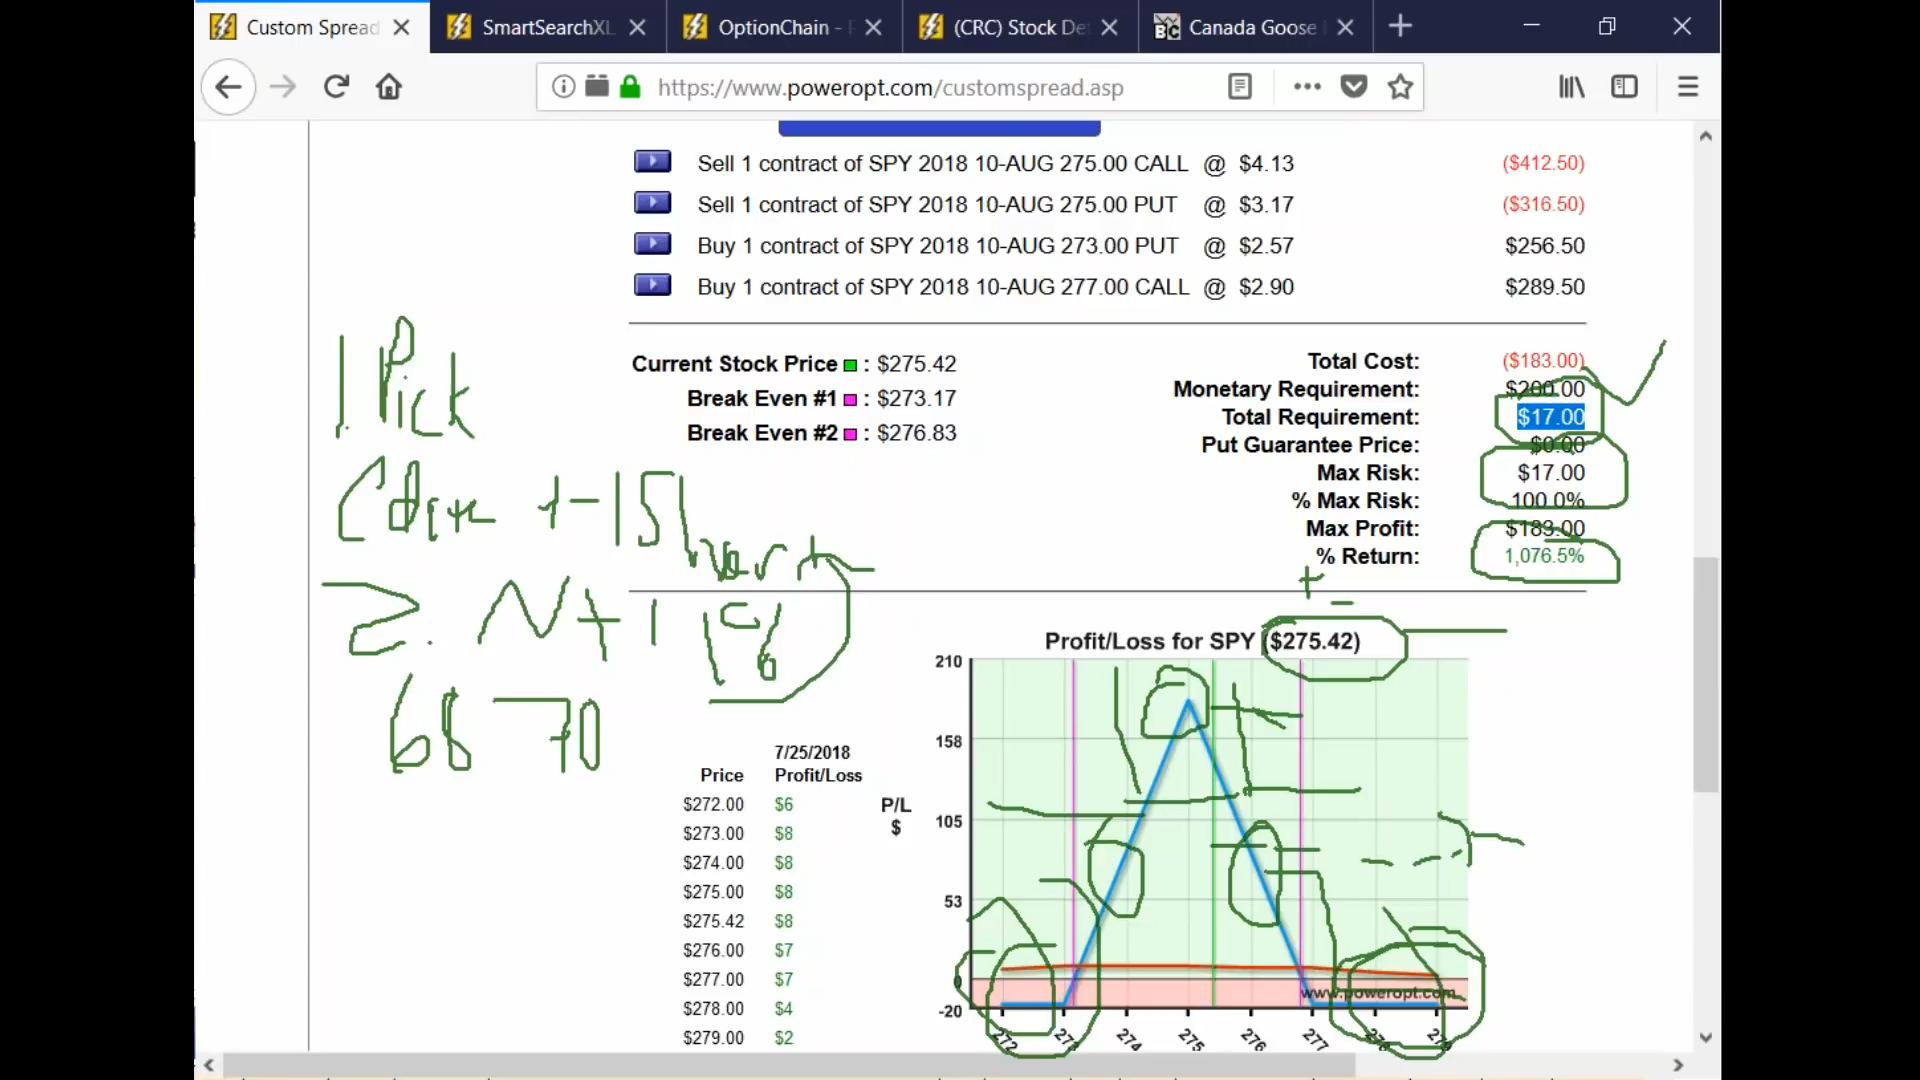 Custom Spread
SmartSearchXL
OptionChain -
(CRC) Stock De
Canada Goose
https://www.poweropt.com/customspread.asp
Sell 1 contract of SPY 2018 10-AUG 275.00 CALL @ $4.13 ($412.50)
Sell 1 contract of SPY 2018 10-AUG 275.00 PUT @ $3.17 ($316.50)
Buy 1 contract of SPY 2018 10-AUG 273.00 PUT @ $2.57 $256.50
Buy 1 contract of SPY 2018 10-AUG 277.00 CALL @ $2.90 $289.50
Current Stock Price : $275.42
Break Even #1 : $273.17
Break Even #2 : $276.83
Total Cost: ($183.00)
Monetary Requirement: $200.00
Total Requirement: $17.00
Put Guarantee Price: $0.00
Max Risk: $17.00
% Max Risk: 100.0%
Max Profit: $183.00
% Return: 1,076.5%
1. Pick
+-1 Short
2. N+1
68 70
+
-
Profit/Loss for SPY ($275.42)
7/25/2018
Price Profit/Loss
$272.00 $6
$273.00 $8
$274.00 $8
$275.00 $8
$275.42 $8
$276.00 $7
$277.00 $7
$278.00 $4
$279.00 $2
P/L
$
210
158
105
53
0
-20
272 273 274 275 276 277 278 279
www.poweropt.com